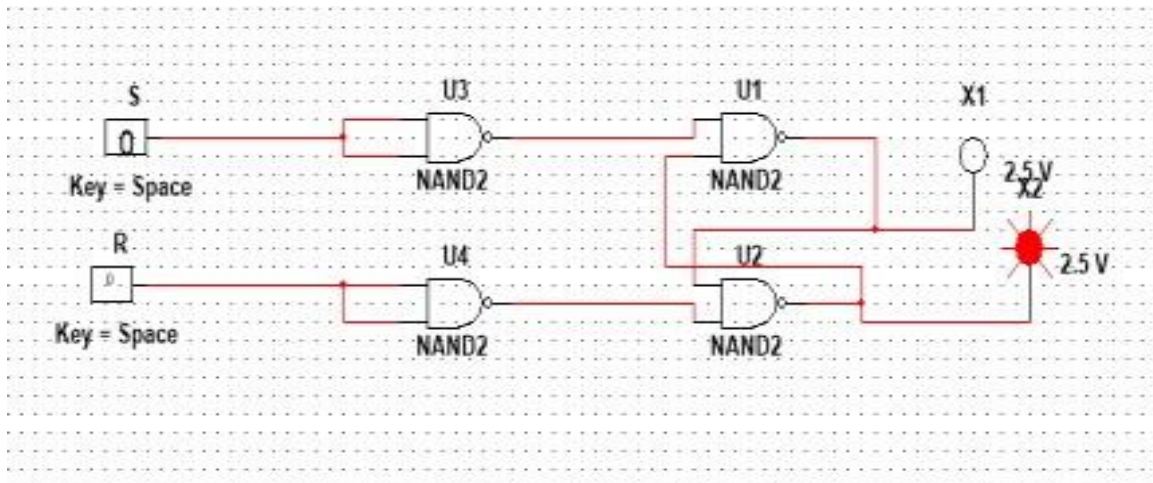 S
0
Key = Space
U3
NAND2
U1
NAND2
X1
2.5 V
X2
2.5 V
R
0
Key = Space
U4
NAND2
U2
NAND2